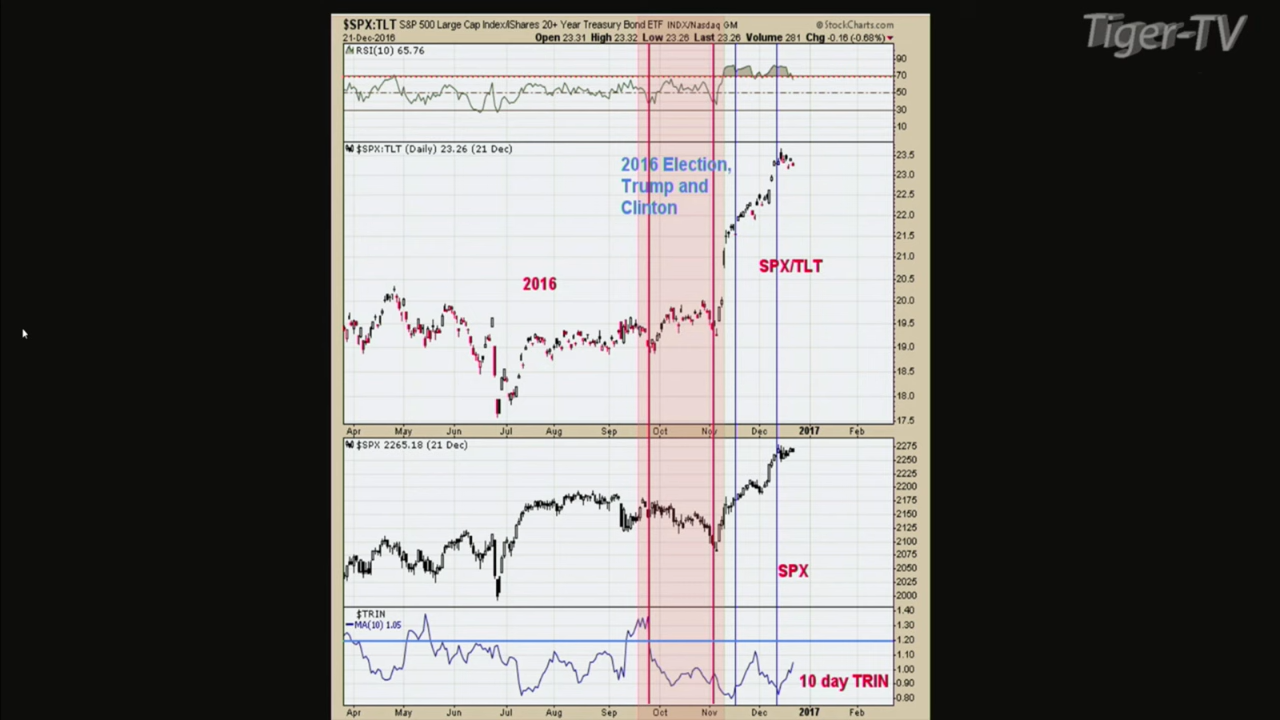 Tiger-TV
$SPX:TLT S&P 500 Large Cap Index/iShares 20+ Year Treasury Bond ETF INDX/Nasdaq GM © StockCharts.com
21-Dec-2016 Open 23.31 High 23.32 Low 23.26 Last 23.26 Volume 281 Chg -0.16 (-0.68%)
RSI(10) 65.76
90
70
50
30
10
$SPX:TLT (Daily) 23.26 (21 Dec)
2016 Election,
Trump and
Clinton
2016
SPX/TLT
23.5
23.0
22.5
22.0
21.5
21.0
20.5
20.0
19.5
19.0
18.5
18.0
17.5
Apr May Jun Jul Aug Sep Oct Nov Dec 2017 Feb
$SPX 2265.18 (21 Dec)
2275
2250
2225
2200
2175
2150
2125
2100
2075
2050
2025
2000
SPX
$TRIN
MA(10) 1.05
1.40
1.30
1.20
1.10
1.00
0.90
0.80
10 day TRIN
Apr May Jun Jul Aug Sep Oct Nov Dec 2017 Feb